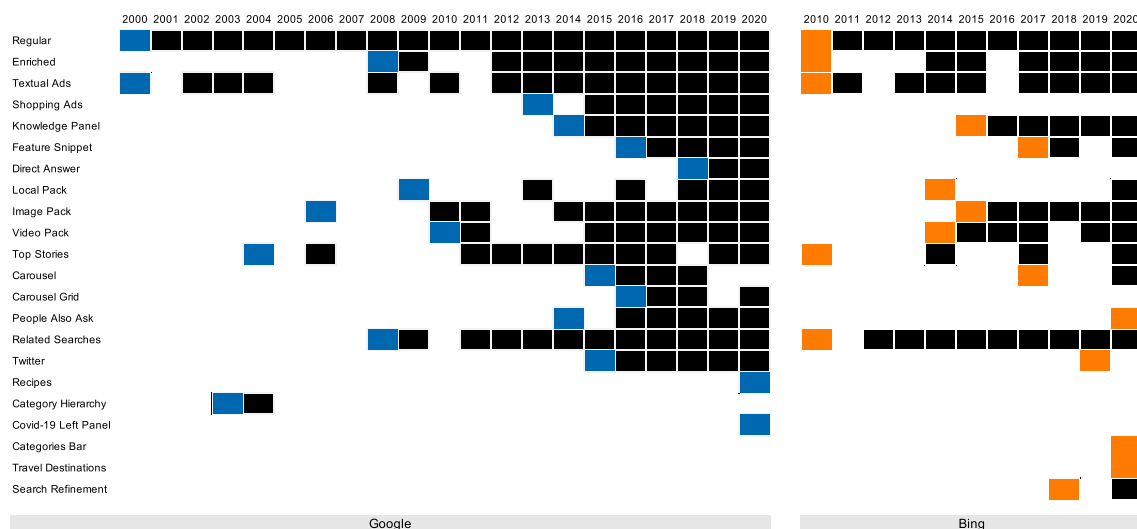 2000 2001 2002 2003 2004 2005 2006 2007 2008 2009 2010 2011 2012 2013 2014 2015 2016 2017 2018 2019 2020 2010 2011 2012 2013 2014 2015 2016 2017 2018 2019 2020
Regular
Enriched
Textual Ads
Shopping Ads
Knowledge Panel
Feature Snippet
Direct Answer
Local Pack
Image Pack
Video Pack
Top Stories
Carousel
Carousel Grid
People Also Ask
Related Searches
Twitter
Recipes
Category Hierarchy
Covid-19 Left Panel
Categories Bar
Travel Destinations
Search Refinement
Google Bing